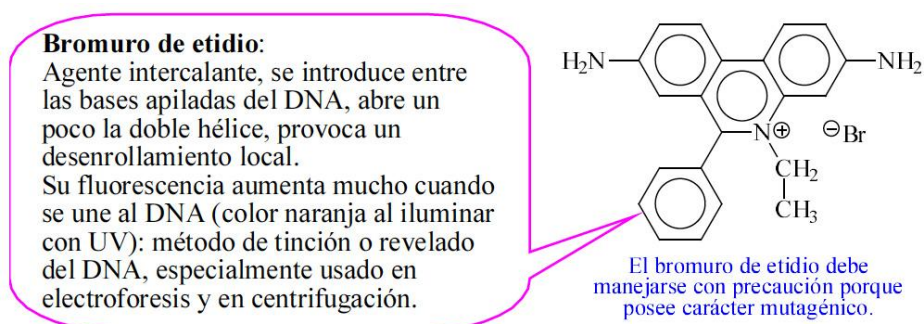 Bromuro de etidio:
Agente intercalante, se introduce entre
las bases apiladas del DNA, abre un
poco la doble hélice, provoca un
desenrollamiento local.
Su fluorescencia aumenta mucho cuando
se une al DNA (color naranja al iluminar
con UV): método de tinción o revelado
del DNA, especialmente usado en
electroforesis y en centrifugación.
H₂N
NH₂
N⊕
⊖Br
CH₂
CH₃
El bromuro de etidio debe
manejarse con precaución porque
posee carácter mutagénico.